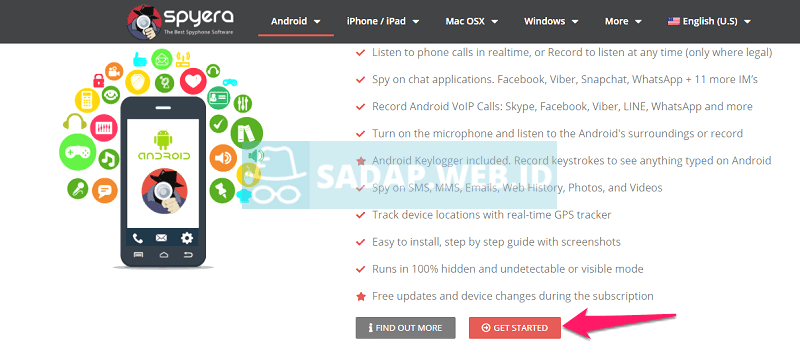 SPYERA
The Best Spyphone Software
Android
iPhone / iPad
Mac OSX
Windows
More
English (U.S)
Listen to phone calls in realtime, or Record to listen at any time (only where legal)
Spy on chat applications. Facebook, Viber, Snapchat, WhatsApp + 11 more IM's
Record Android VoIP Calls: Skype, Facebook, Viber, LINE, WhatsApp and more
Turn on the microphone and listen to the Android's surroundings or record
Android Keylogger included. Record keystrokes to see anything typed on Android
SADAP WEB.ID
Spy on SMS, MMS, Emails, Web History, Photos, and Videos
Track device locations with real-time GPS tracker
Easy to install, step by step guide with screenshots
Runs in 100% hidden and undetectable or visible mode
Free updates and device changes during the subscription
FIND OUT MORE
GET STARTED
ANDROID